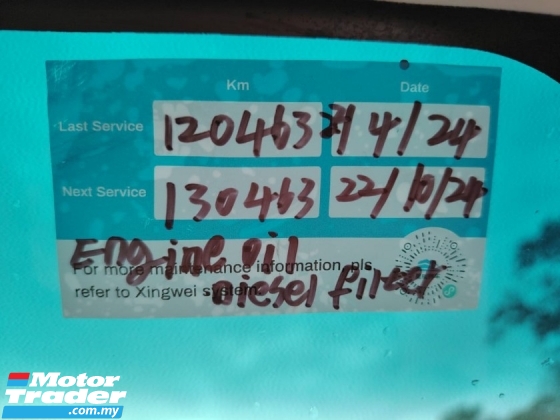 Km Date
Last Service 120463 /4/24
Next Service 130463 22/10/24
Engine oil
For more maintenance information, pls
refer to Xingwei system.
Diesel filter
Motor
Trader
.com.my